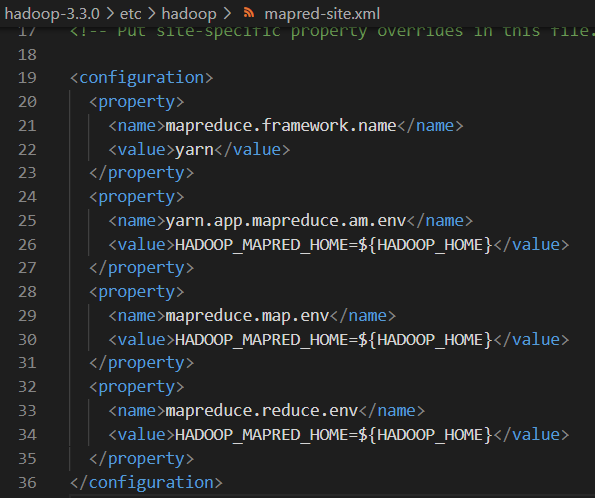 hadoop-3.3.0 > etc > hadoop > mapred-site.xml
17 <!-- Put site-specific property overrides in this file.
18
19 <configuration>
20 <property>
21 <name>mapreduce.framework.name</name>
22 <value>yarn</value>
23 </property>
24 <property>
25 <name>yarn.app.mapreduce.am.env</name>
26 <value>HADOOP_MAPRED_HOME=${HADOOP_HOME}</value>
27 </property>
28 <property>
29 <name>mapreduce.map.env</name>
30 <value>HADOOP_MAPRED_HOME=${HADOOP_HOME}</value>
31 </property>
32 <property>
33 <name>mapreduce.reduce.env</name>
34 <value>HADOOP_MAPRED_HOME=${HADOOP_HOME}</value>
35 </property>
36 </configuration>